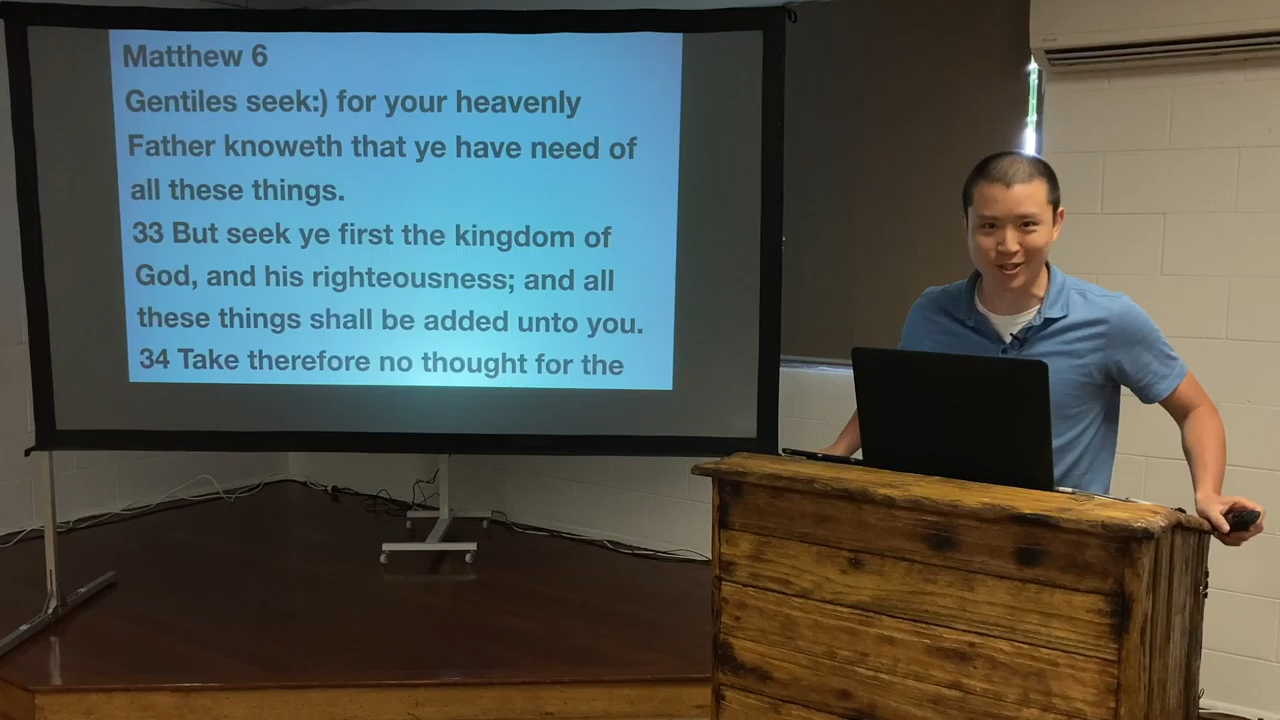 Matthew 6
Gentiles seek:) for your heavenly
Father knoweth that ye have need of
all these things.
33 But seek ye first the kingdom of
God, and his righteousness; and all
these things shall be added unto you.
34 Take therefore no thought for the